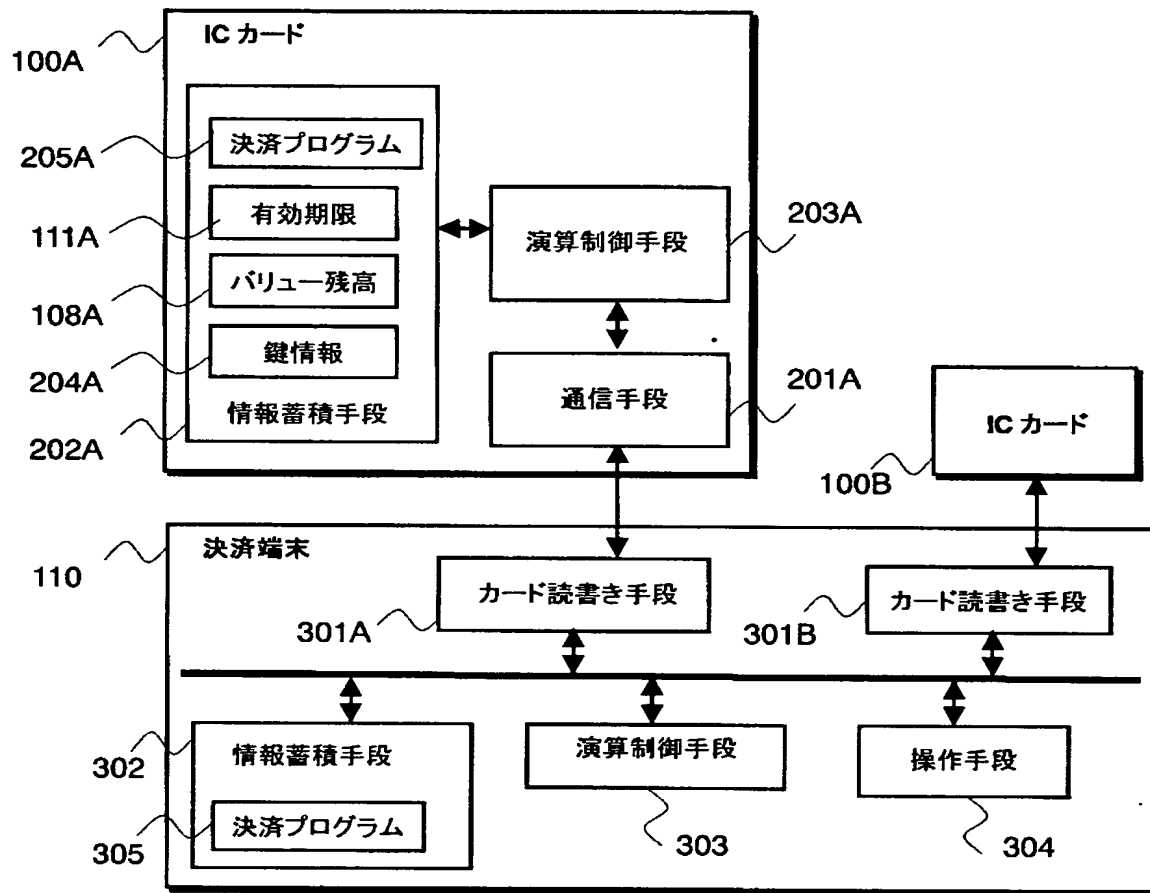 IC カード
100A
決済プログラム
205A
有効期限
111A
バリュー残高
108A
鍵情報
204A
情報蓄積手段
202A
演算制御手段
203A
通信手段
201A
IC カード
100B
決済端末
110
カード読書き手段
301A
カード読書き手段
301B
情報蓄積手段
302
決済プログラム
305
演算制御手段
303
操作手段
304